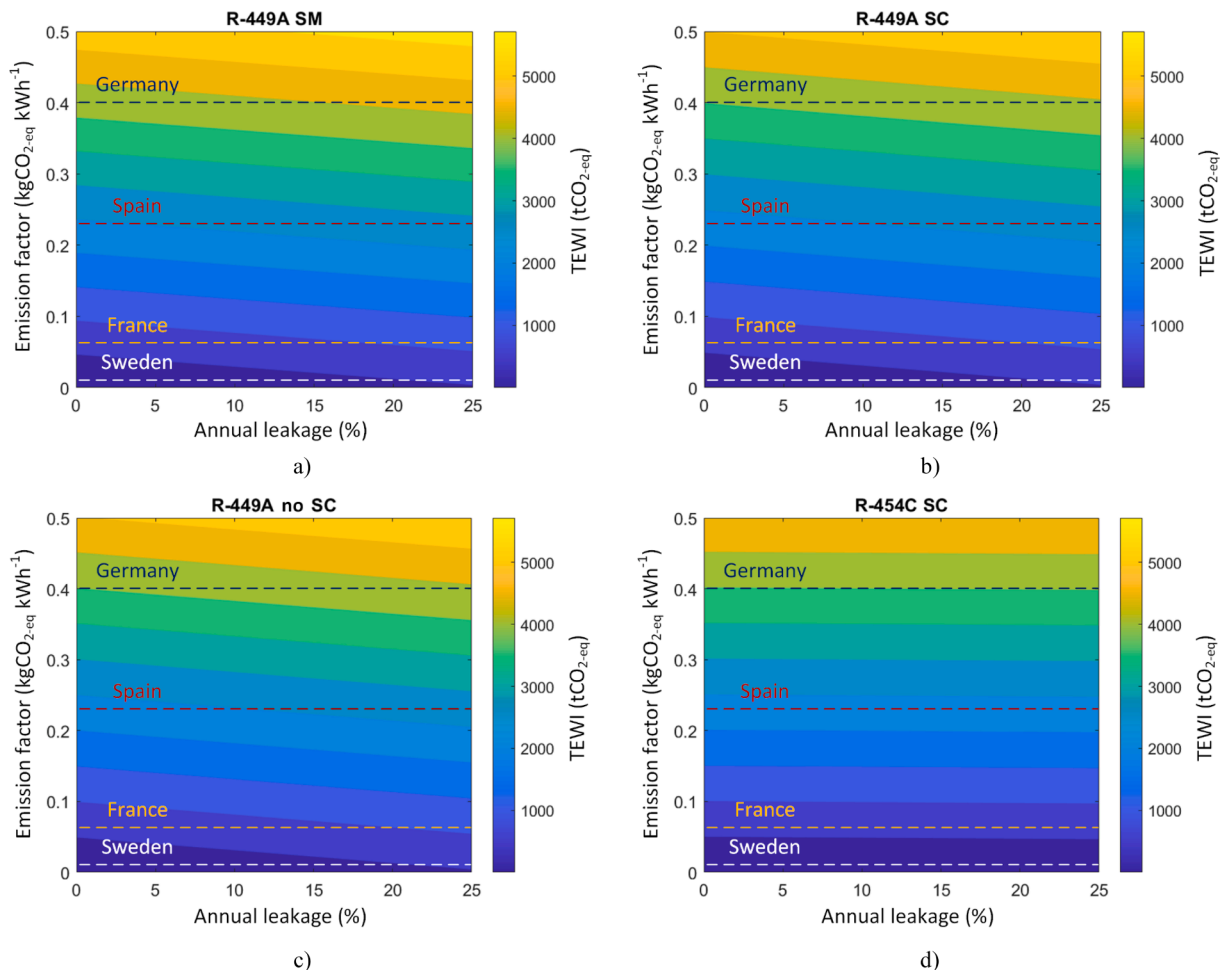 R-449A SM
Emission factor (kgCO2-eq kWh-1)
0.5
0.4
0.3
0.2
0.1
0
Germany
Spain
France
Sweden
0 5 10 15 20 25
Annual leakage (%)
5000
4000
3000
2000
1000
TEWI (tCO2-eq)
a)
R-449A SC
Emission factor (kgCO2-eq kWh-1)
0.5
0.4
0.3
0.2
0.1
0
Germany
Spain
France
Sweden
0 5 10 15 20 25
Annual leakage (%)
5000
4000
3000
2000
1000
TEWI (tCO2-eq)
b)
R-449A no SC
Emission factor (kgCO2-eq kWh-1)
0.5
0.4
0.3
0.2
0.1
0
Germany
Spain
France
Sweden
0 5 10 15 20 25
Annual leakage (%)
5000
4000
3000
2000
1000
TEWI (tCO2-eq)
c)
R-454C SC
Emission factor (kgCO2-eq kWh-1)
0.5
0.4
0.3
0.2
0.1
0
Germany
Spain
France
Sweden
0 5 10 15 20 25
Annual leakage (%)
5000
4000
3000
2000
1000
TEWI (tCO2-eq)
d)